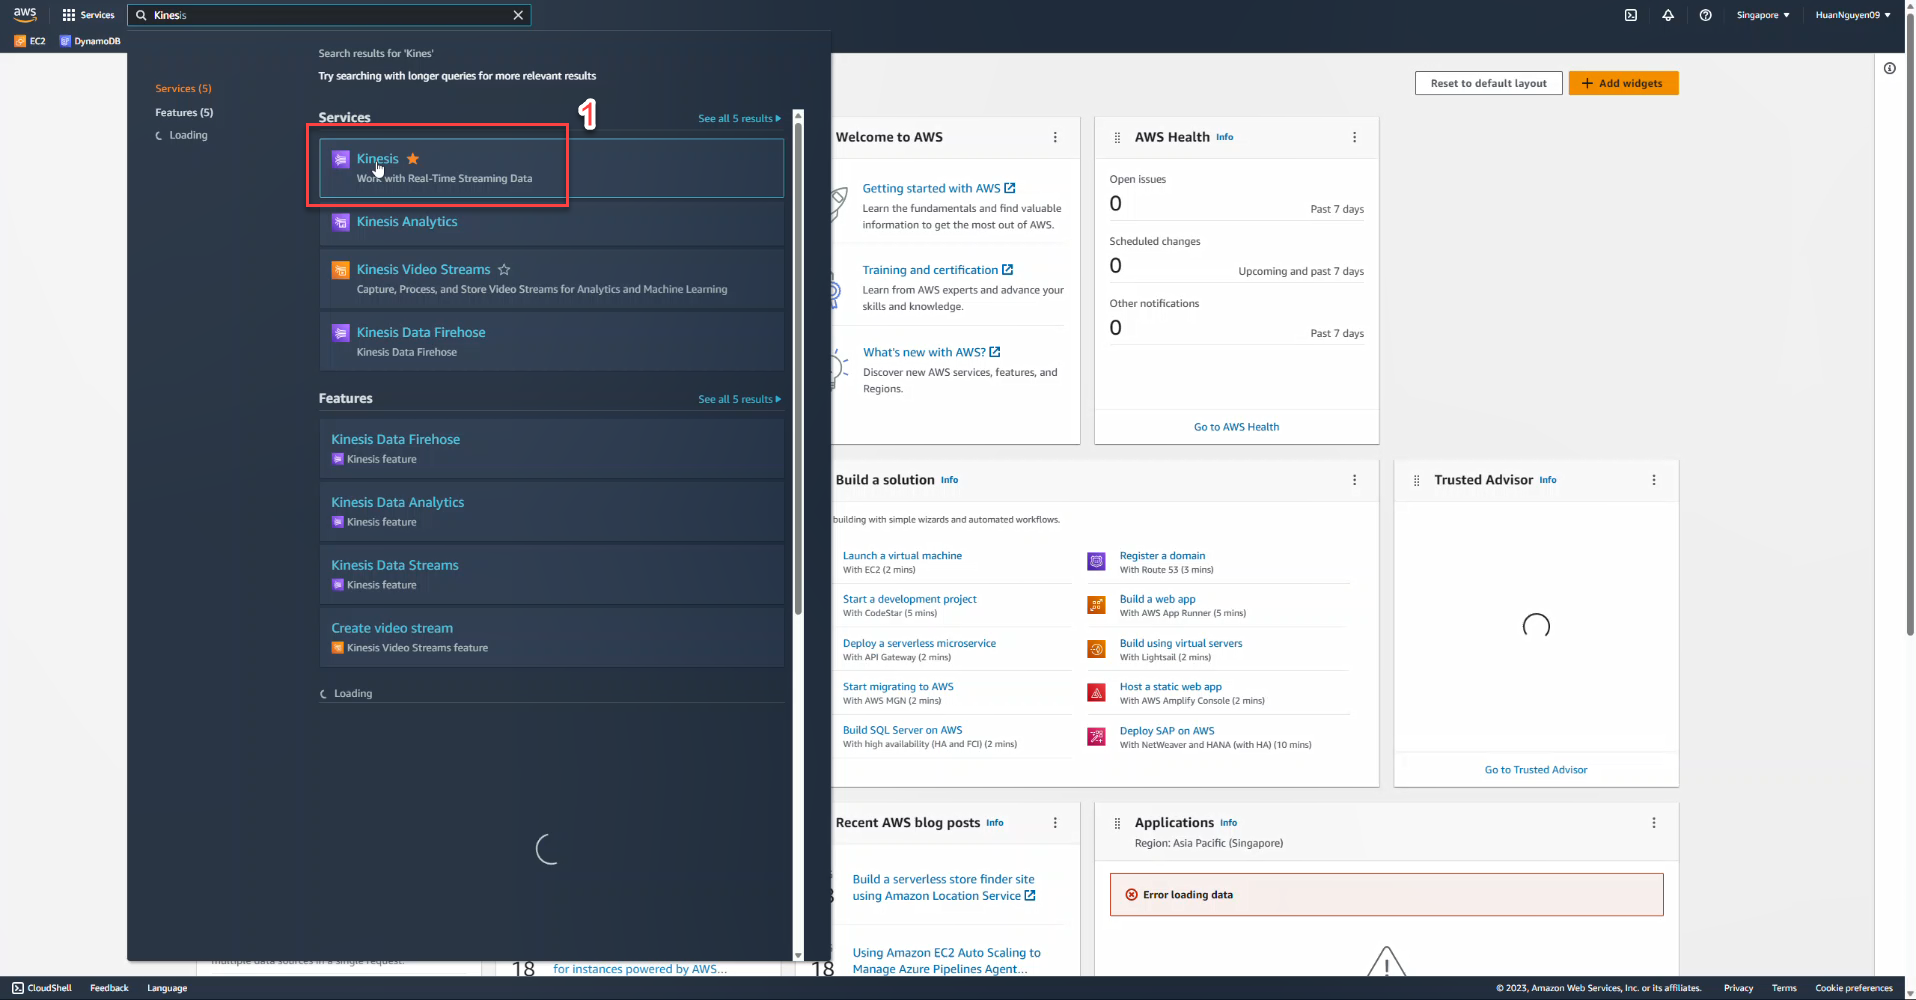 aws
Services
Kinesis
Singapore
HuanNguyen09
EC2
DynamoDB
Search results for 'Kines'
Try searching with longer queries for more relevant results
Services (5)
Features (5)
Loading
Services
See all 5 results
1
Kinesis
Work with Real-Time Streaming Data
Kinesis Analytics
Kinesis Video Streams
Capture, Process, and Store Video Streams for Analytics and Machine Learning
Kinesis Data Firehose
Kinesis Data Firehose
Features
See all 5 results
Kinesis Data Firehose
Kinesis feature
Kinesis Data Analytics
Kinesis feature
Kinesis Data Streams
Kinesis feature
Create video stream
Kinesis Video Streams feature
Loading
Reset to default layout
Add widgets
Welcome to AWS
Getting started with AWS
Learn the fundamentals and find valuable
information to get the most out of AWS.
Training and certification
Learn from AWS experts and advance your
skills and knowledge.
What's new with AWS?
Discover new AWS services, features, and
Regions.
AWS Health Info
Open issues
0
Past 7 days
Scheduled changes
0
Upcoming and past 7 days
Other notifications
0
Past 7 days
Go to AWS Health
Build a solution Info
building with simple wizards and automated workflows.
Launch a virtual machine
With EC2 (2 mins)
Start a development project
With CodeStar (5 mins)
Deploy a serverless microservice
With API Gateway (2 mins)
Start migrating to AWS
With AWS MGN (2 mins)
Build SQL Server on AWS
With high availability (HA and FCI) (2 mins)
Register a domain
With Route 53 (3 mins)
Build a web app
With AWS App Runner (5 mins)
Build using virtual servers
With Lightsail (2 mins)
Host a static web app
With AWS Amplify Console (2 mins)
Deploy SAP on AWS
With NetWeaver and HANA (with HA) (10 mins)
Trusted Advisor Info
Go to Trusted Advisor
Recent AWS blog posts Info
Build a serverless store finder site
using Amazon Location Service
Using Amazon EC2 Auto Scaling to
18
Manage Azure Pipelines Agent...
Applications Info
Region: Asia Pacific (Singapore)
Error loading data
multiple data sources in a single request.
18
for instances powered by AWS...
CloudShell
Feedback
Language
© 2023, Amazon Web Services, Inc. or its affiliates.
Privacy
Terms
Cookie preferences